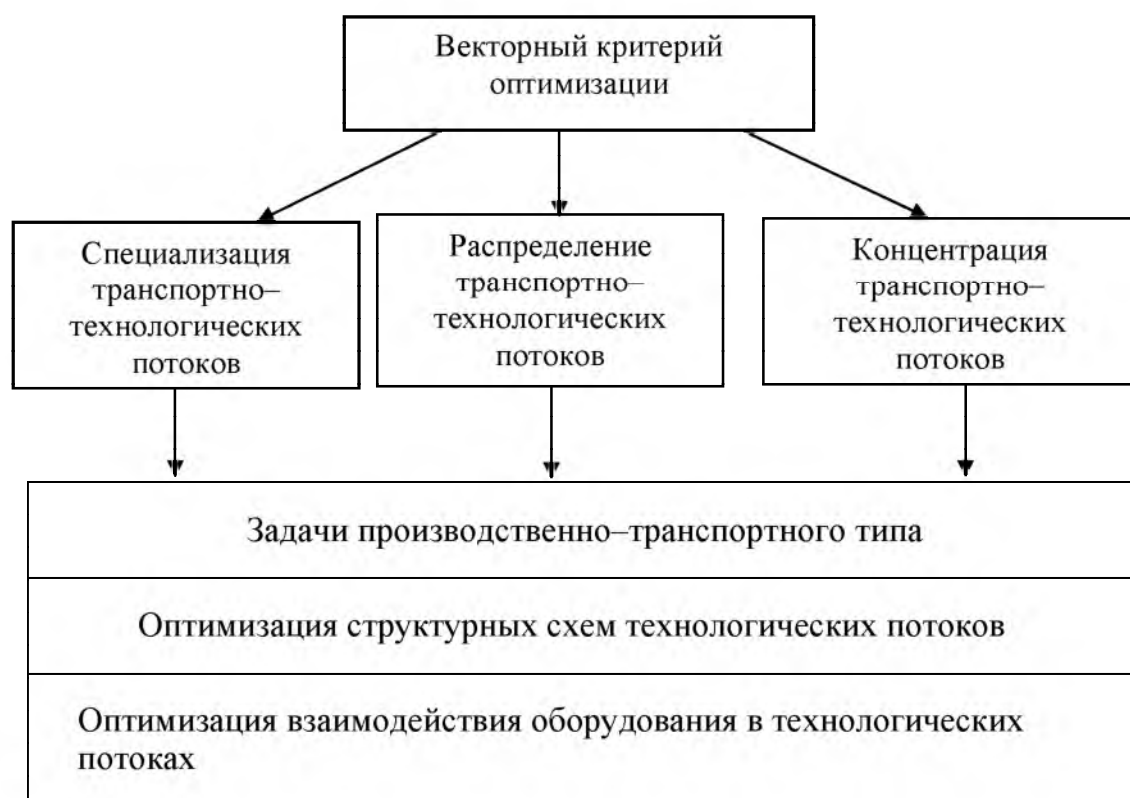 Векторный критерий
оптимизации
Специализация
транспортно–
технологических
потоков
Распределение
транспортно–
технологических
потоков
Концентрация
транспортно–
технологических
потоков
Задачи производственно–транспортного типа
Оптимизация структурных схем технологических потоков
Оптимизация взаимодействия оборудования в технологических
потоках